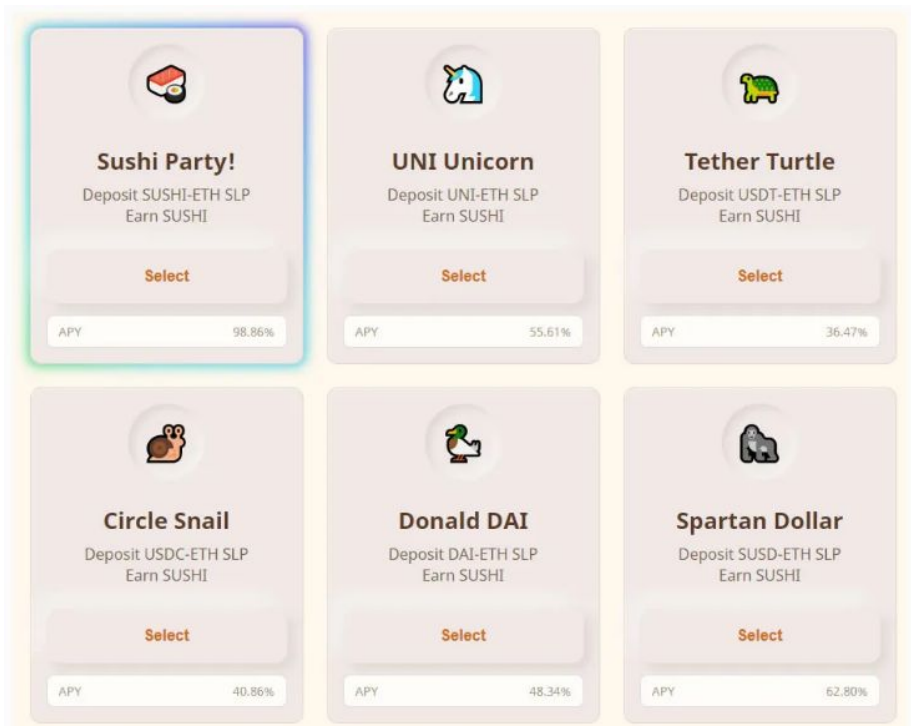 Sushi Party!
Deposit SUSHI-ETH SLP
Earn SUSHI
Select
APY 98.86%
UNI Unicorn
Deposit UNI-ETH SLP
Earn SUSHI
Select
APY 55.61%
Tether Turtle
Deposit USDT-ETH SLP
Earn SUSHI
Select
APY 36.47%
Circle Snail
Deposit USDC-ETH SLP
Earn SUSHI
Select
APY 40.86%
Donald DAI
Deposit DAI-ETH SLP
Earn SUSHI
Select
APY 48.34%
Spartan Dollar
Deposit SUSD-ETH SLP
Earn SUSHI
Select
APY 62.80%